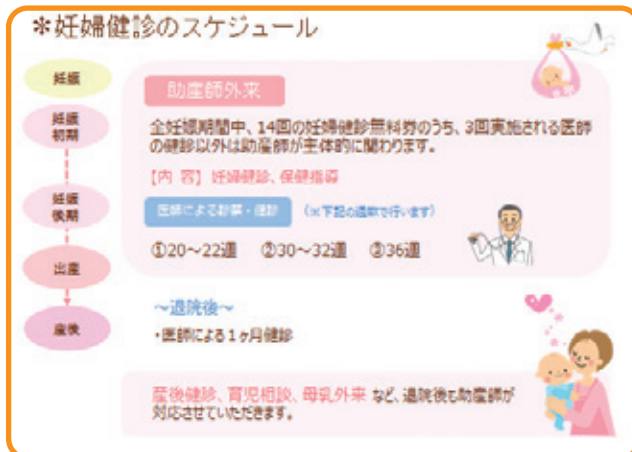 ＊妊婦健診のスケジュール
妊娠
妊娠
初期
妊娠
後期
出産
産後
助産師外来
全妊娠期間中、14回の妊婦健診無料券のうち、3回実施される医師
の健診以外は助産師が主体的に関わります。
【内 容】妊婦健診、保健指導
医師による診察・健診 (※下記の週数で行います)
①20～22週 ②30～32週 ③36週
～退院後～
・医師による1ヶ月健診
産後健診、育児相談、母乳外来 など、退院後も助産師が
対応させていただきます。